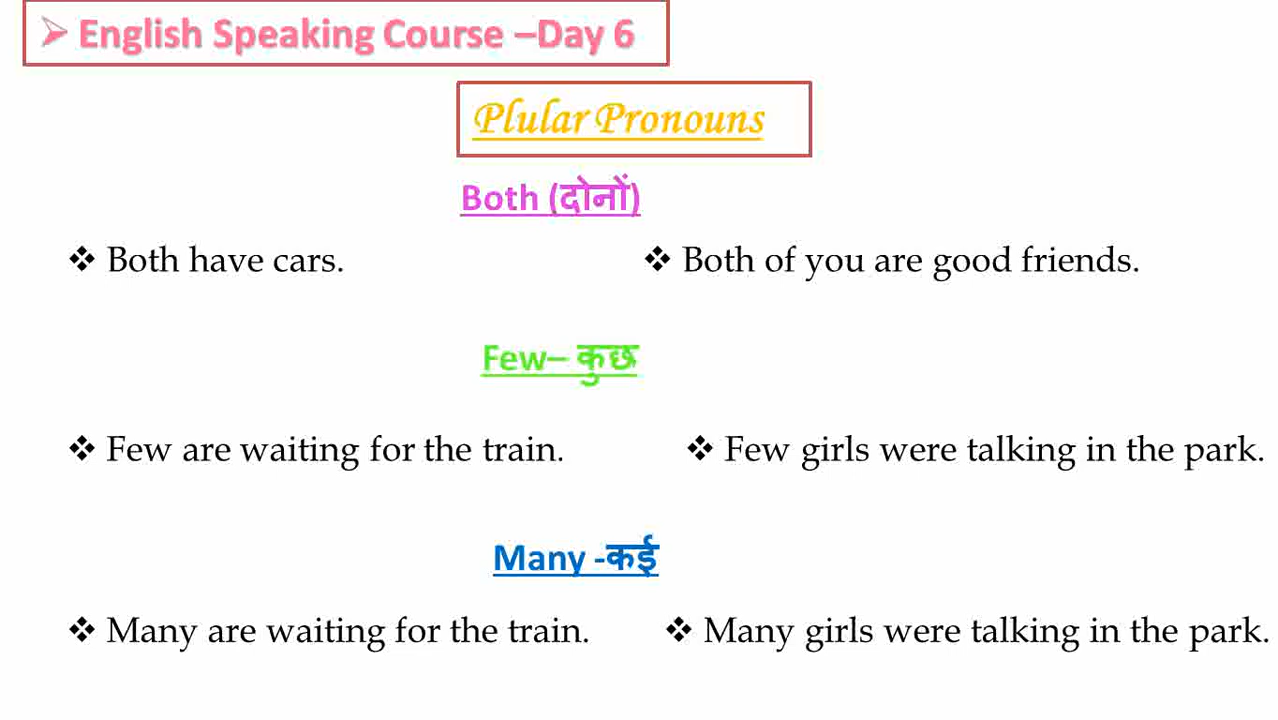 ➢ English Speaking Course –Day 6
Plular Pronouns
Both (दोनों)
❖ Both have cars. ❖ Both of you are good friends.
Few– कुछ
❖ Few are waiting for the train. ❖ Few girls were talking in the park.
Many -कई
❖ Many are waiting for the train. ❖ Many girls were talking in the park.